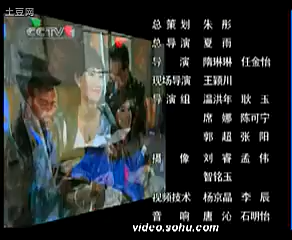 土豆网
CCTV
总策划 朱彤
总导演 夏雨
导演 隋琳琳 任金怡
现场导演 王颖川
导演组 温洪年 耿玉
席娜 陈可宁
郭超 张阳
摄像 刘睿 孟伟
智铭玉
视频技术 杨京晶 李辰
音响 唐沁 石明怡
video.sohu.com